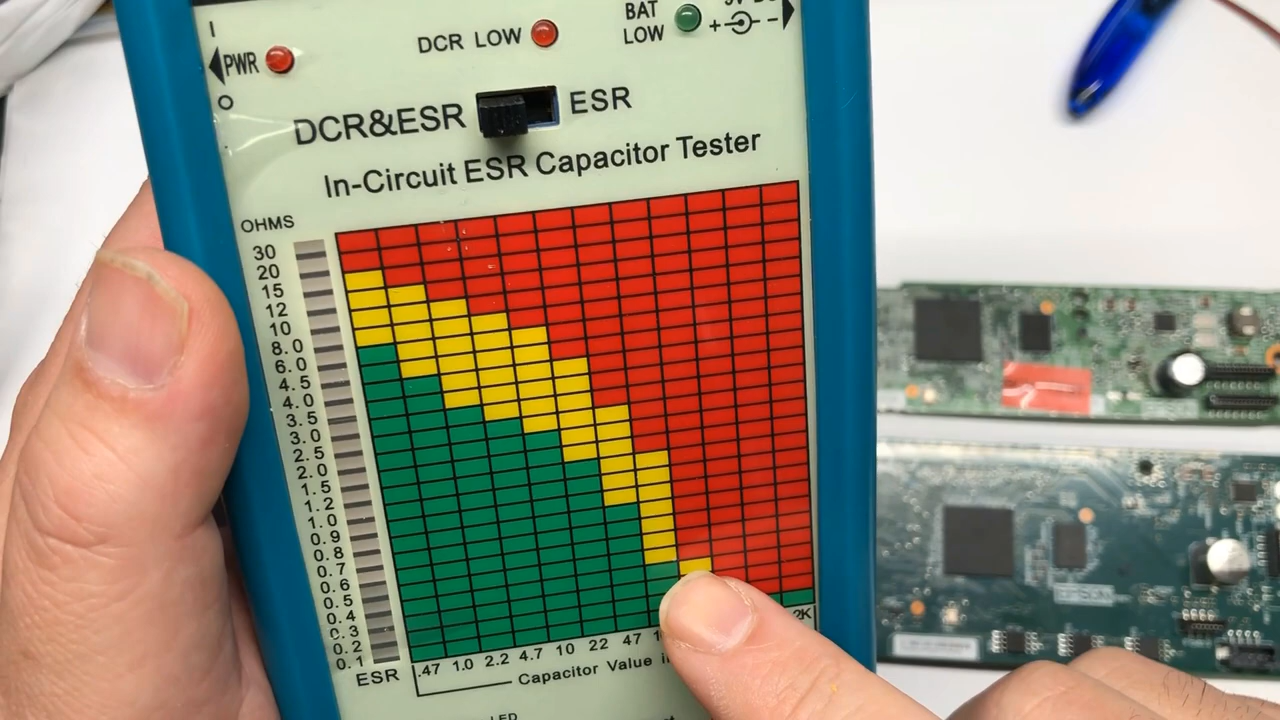 I
PWR
O
DCR LOW
BAT
LOW
+ -
DCR&ESR
ESR
In-Circuit ESR Capacitor Tester
OHMS
30
20
15
12
10
8.0
6.0
4.5
4.0
3.5
3.0
2.5
2.0
1.5
1.2
1.0
0.9
0.8
0.7
0.6
0.5
0.4
0.3
0.2
0.1
ESR
.47 1.0 2.2 4.7 10 22 47
Capacitor Value
LED
EPSON